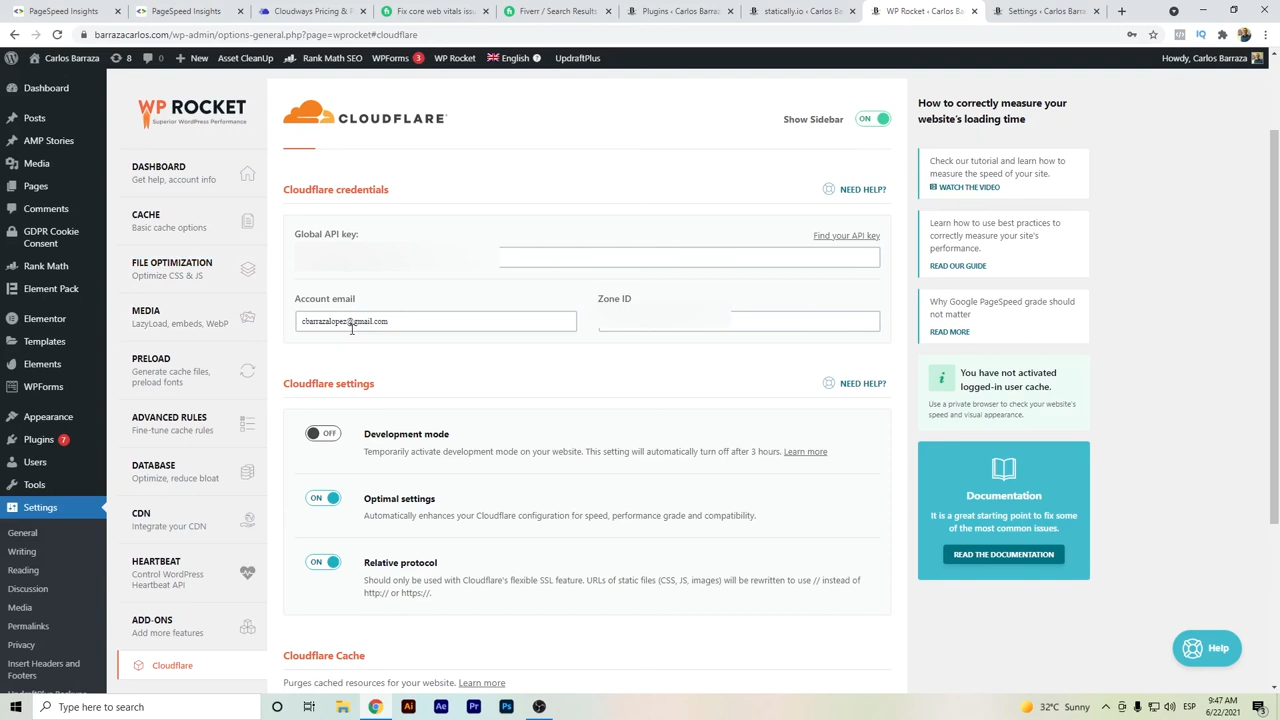 PageSpeed Insights
PageSpeed Insights
Cloudways Pricing & P
Fix core web vitals issu
Fiverr / Search Results
Plugins ‹ Carlos Barraza
statically.io ‹ Carlos Ba
WP Rocket ‹ Carlos Ba
Settings ‹ Carlos Barraza
barrazacarlos.com/wp-admin/options-general.php?page=wprocket#cloudflare
Carlos Barraza
8
New
Asset CleanUp
Rank Math SEO
WPForms 3
WP Rocket
English
UpdraftPlus
Howdy, Carlos Barraza
Dashboard
Posts
AMP Stories
Media
Pages
Comments
GDPR Cookie
Consent
Rank Math
Element Pack
Elementor
Templates
Elements
WPForms
Appearance
Plugins 7
Users
Tools
Settings
General
Writing
Reading
Discussion
Media
Permalinks
Privacy
Insert Headers and
Footers
WP ROCKET
Superior WordPress Performance
DASHBOARD
Get help, account info
CACHE
Basic cache options
FILE OPTIMIZATION
Optimize CSS & JS
MEDIA
LazyLoad, embeds, WebP
PRELOAD
Generate cache files,
preload fonts
ADVANCED RULES
Fine-tune cache rules
DATABASE
Optimize, reduce bloat
CDN
Integrate your CDN
HEARTBEAT
Control WordPress
Heartbeat API
ADD-ONS
Add more features
Cloudflare
CLOUDFLARE
Show Sidebar
ON
Cloudflare credentials
NEED HELP?
Global API key:
Find your API key
Account email
Zone ID
cbarrazalopez@gmail.com
Cloudflare settings
NEED HELP?
OFF
Development mode
Temporarily activate development mode on your website. This setting will automatically turn off after 3 hours. Learn more
ON
Optimal settings
Automatically enhances your Cloudflare configuration for speed, performance grade and compatibility.
ON
Relative protocol
Should only be used with Cloudflare's flexible SSL feature. URLs of static files (CSS, JS, images) will be rewritten to use // instead of
http:// or https://.
Cloudflare Cache
Purges cached resources for your website. Learn more
How to correctly measure your
website's loading time
Check our tutorial and learn how to
measure the speed of your site.
WATCH THE VIDEO
Learn how to use best practices to
correctly measure your site's
performance.
READ OUR GUIDE
Why Google PageSpeed grade should
not matter
READ MORE
You have not activated
logged-in user cache.
Use a private browser to check your website's
speed and visual appearance.
Documentation
It is a great starting point to fix some
of the most common issues.
READ THE DOCUMENTATION
Help
Type here to search
32°C Sunny
ESP
9:47 AM
6/22/2021
3